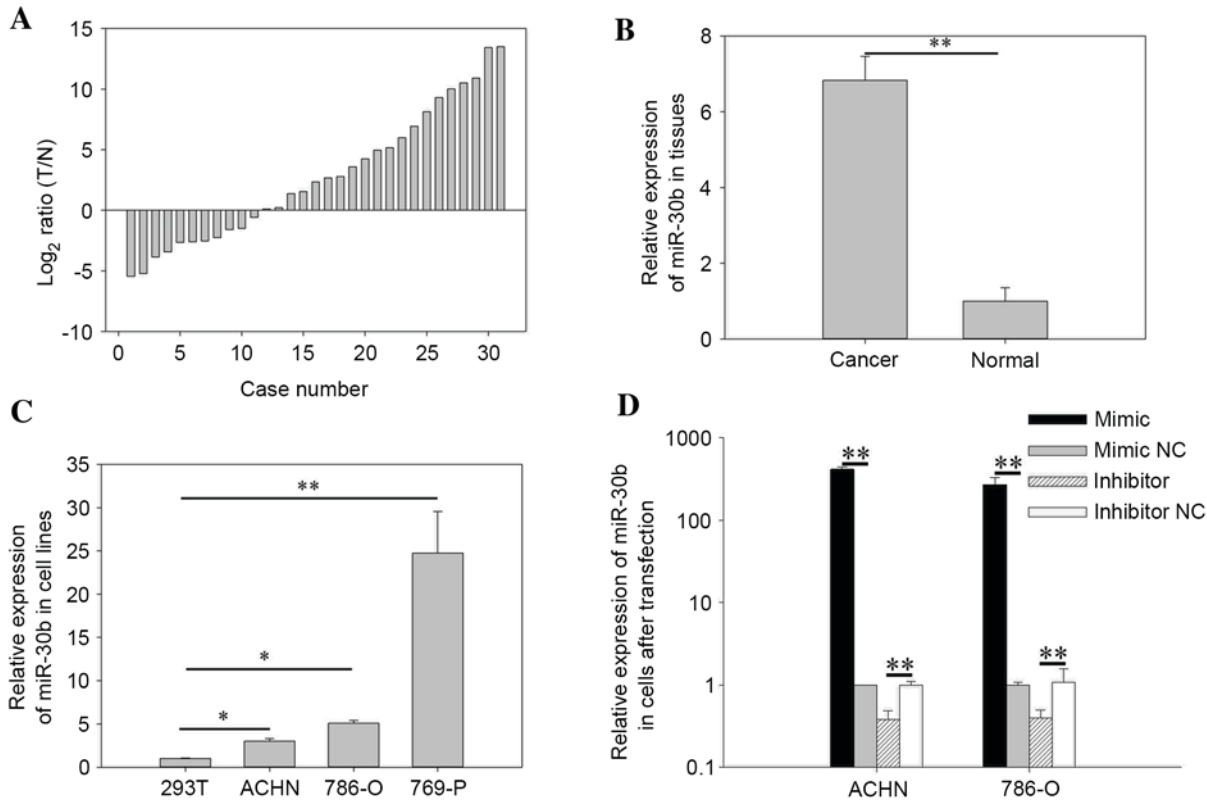 A
15
10
5
0
-5
-10
Log2 ratio (T/N)
0 5 10 15 20 25 30
Case number
B
8
6
4
2
0
Relative expression
of miR-30b in tissues
**
Cancer Normal
C
35
30
25
20
15
10
5
0
Relative expression
of miR-30b in cell lines
**
*
*
293T ACHN 786-O 769-P
D
Mimic
Mimic NC
Inhibitor
Inhibitor NC
1000
100
10
1
0.1
Relative expression of miR-30b
in cells after transfection
** **
** **
ACHN 786-O